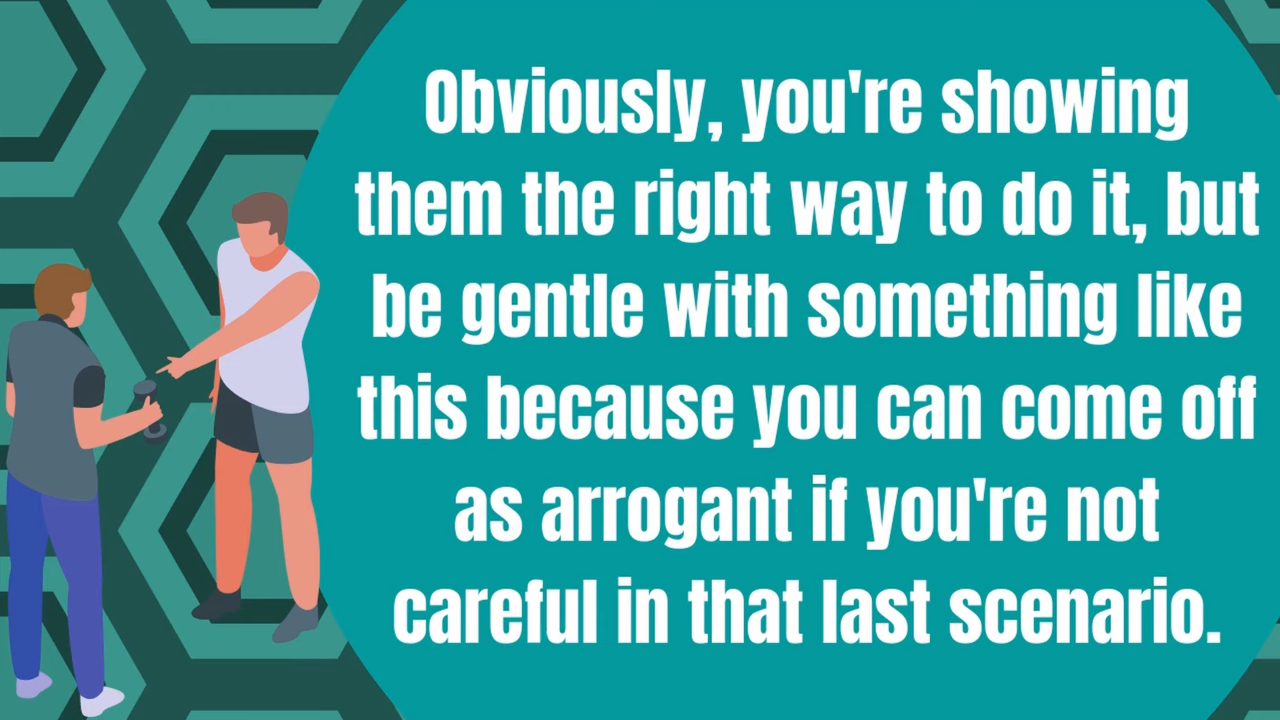 Obviously, you're showing
them the right way to do it, but
be gentle with something like
this because you can come off
as arrogant if you're not
careful in that last scenario.